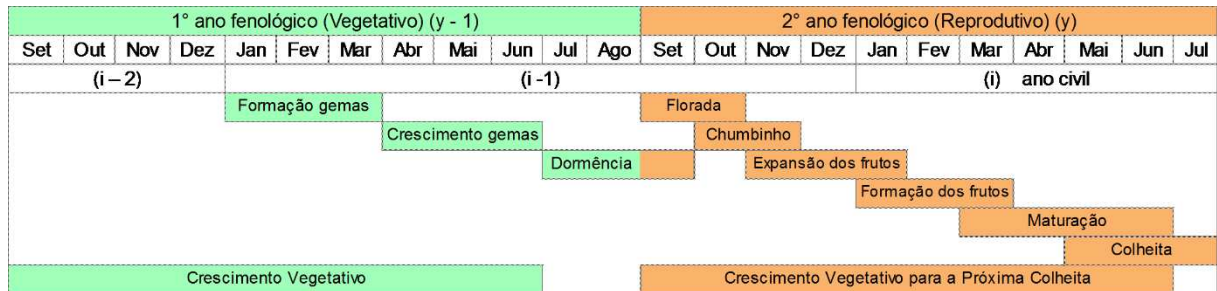 1° ano fenológico (Vegetativo) (y - 1) 2° ano fenológico (Reprodutivo) (y)
Set Out Nov Dez Jan Fev Mar Abr Mai Jun Jul Ago Set Out Nov Dez Jan Fev Mar Abr Mai Jun Jul
(i – 2) (i -1) (i) ano civil
Formação gemas Florada
Crescimento gemas Chumbinho
Dormência Expansão dos frutos
Formação dos frutos
Maturação
Colheita
Crescimento Vegetativo Crescimento Vegetativo para a Próxima Colheita